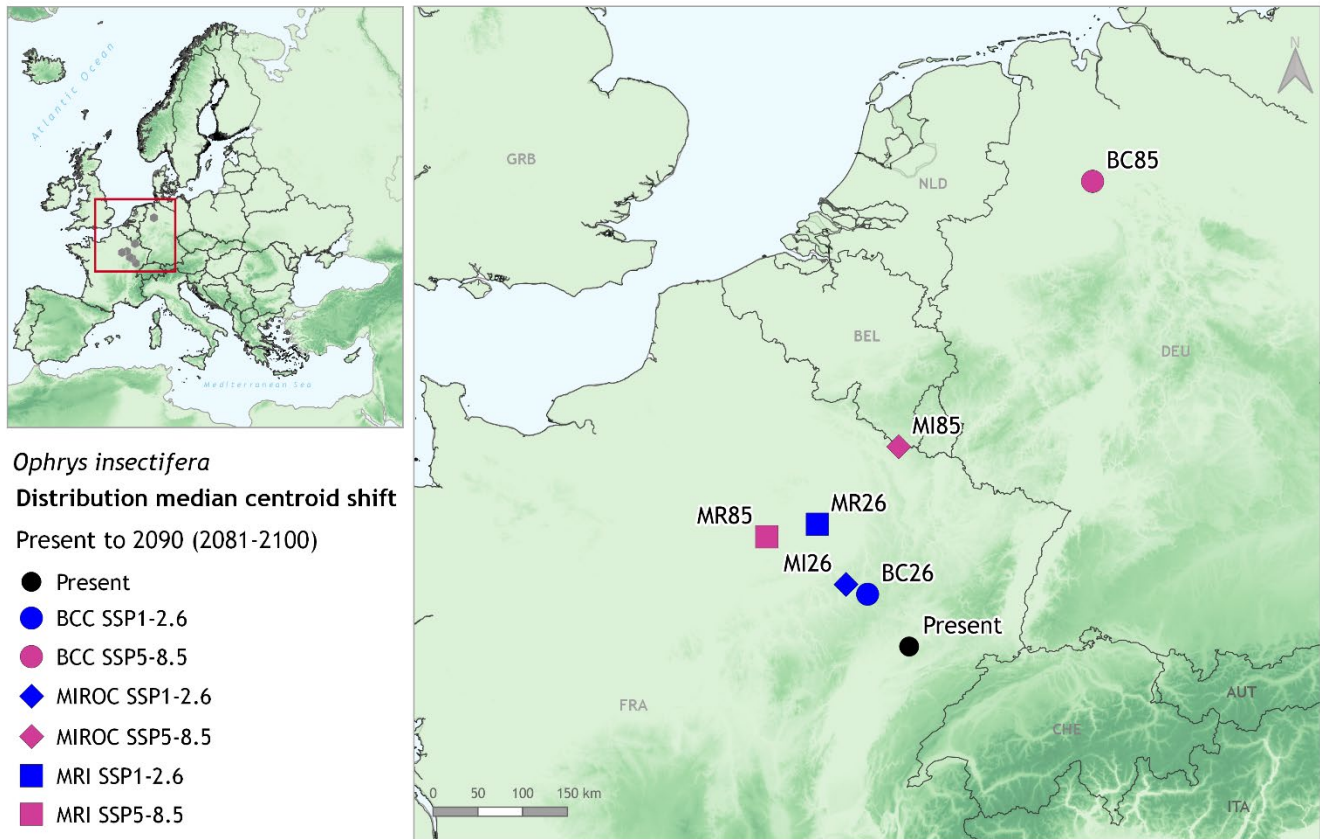 Atlantic Ocean
Mediterranean Sea
Ophrys insectifera
Distribution median centroid shift
Present to 2090 (2081-2100)
Present
BCC SSP1-2.6
BCC SSP5-8.5
MIROC SSP1-2.6
MIROC SSP5-8.5
MRI SSP1-2.6
MRI SSP5-8.5
N
GRB
BC85
NLD
BEL
DEU
MI85
MR85
MR26
MI26
BC26
Present
FRA
AUT
CHE
ITA
0 50 100 150 km